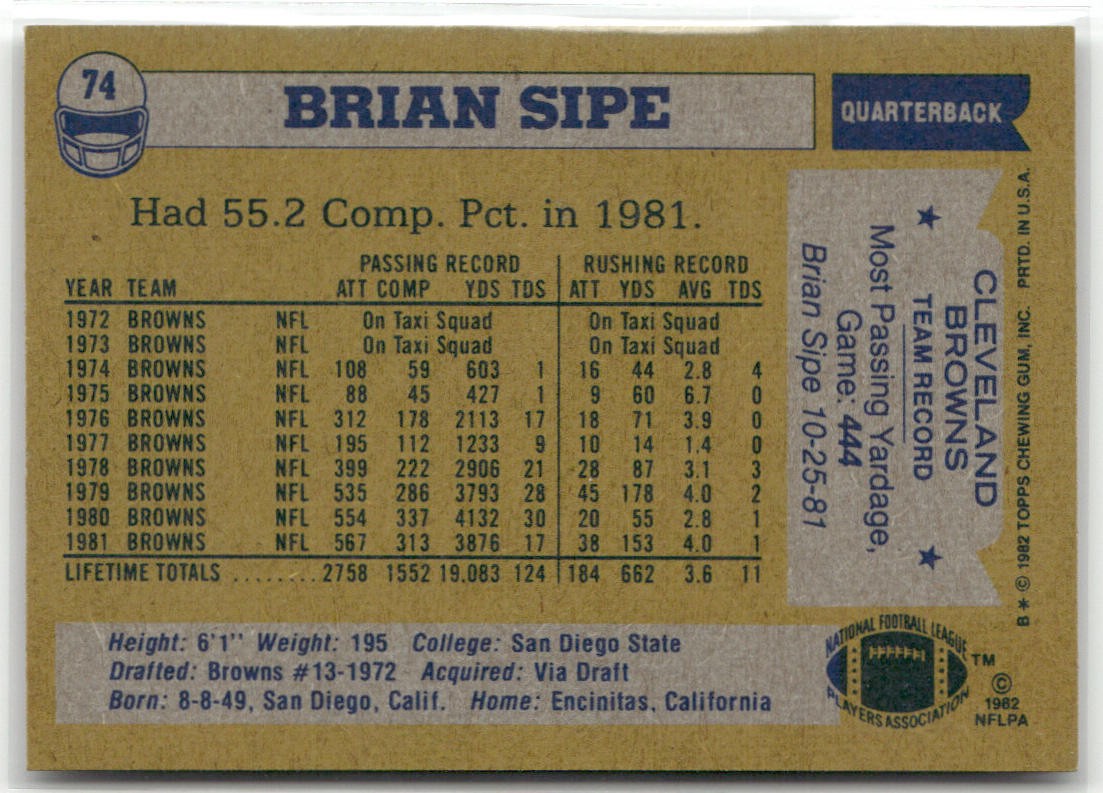 74
BRIAN SIPE
QUARTERBACK
Had 55.2 Comp. Pct. in 1981.
PASSING RECORD RUSHING RECORD
YEAR TEAM ATT COMP YDS TDS ATT YDS AVG TDS
1972 BROWNS NFL On Taxi Squad On Taxi Squad
1973 BROWNS NFL On Taxi Squad On Taxi Squad
1974 BROWNS NFL 108 59 603 1 16 44 2.8 4
1975 BROWNS NFL 88 45 427 1 9 60 6.7 0
1976 BROWNS NFL 312 178 2113 17 18 71 3.9 0
1977 BROWNS NFL 195 112 1233 9 10 14 1.4 0
1978 BROWNS NFL 399 222 2906 21 28 87 3.1 3
1979 BROWNS NFL 535 286 3793 28 45 178 4.0 2
1980 BROWNS NFL 554 337 4132 30 20 55 2.8 1
1981 BROWNS NFL 567 313 3876 17 38 153 4.0 1
LIFETIME TOTALS ........ 2758 1552 19.083 124 184 662 3.6 11
CLEVELAND
BROWNS
★ TEAM RECORD ★
Most Passing Yardage,
Game: 444
Brian Sipe 10-25-81
B * © 1982 TOPPS CHEWING GUM, INC. PRTD. IN U.S.A.
Height: 6'1" Weight: 195 College: San Diego State
Drafted: Browns #13-1972 Acquired: Via Draft
Born: 8-8-49, San Diego, Calif. Home: Encinitas, California
NATIONAL FOOTBALL LEAGUE
PLAYERS ASSOCIATION
TM
©
1982
NFLPA